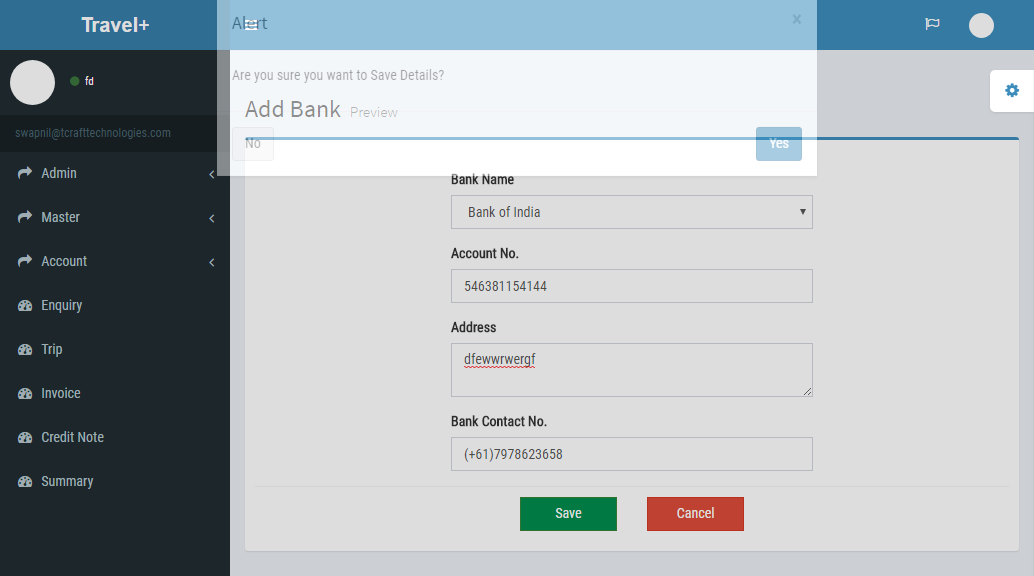 Travel+
Alert
x
fd
swapnil@tcrafttechnologies.com
Are you sure you want to Save Details?
Add Bank Preview
No
Yes
Admin
Master
Account
Enquiry
Trip
Invoice
Credit Note
Summary
Bank Name
Bank of India
Account No.
546381154144
Address
dfewwrwergf
Bank Contact No.
(+61)7978623658
Save
Cancel